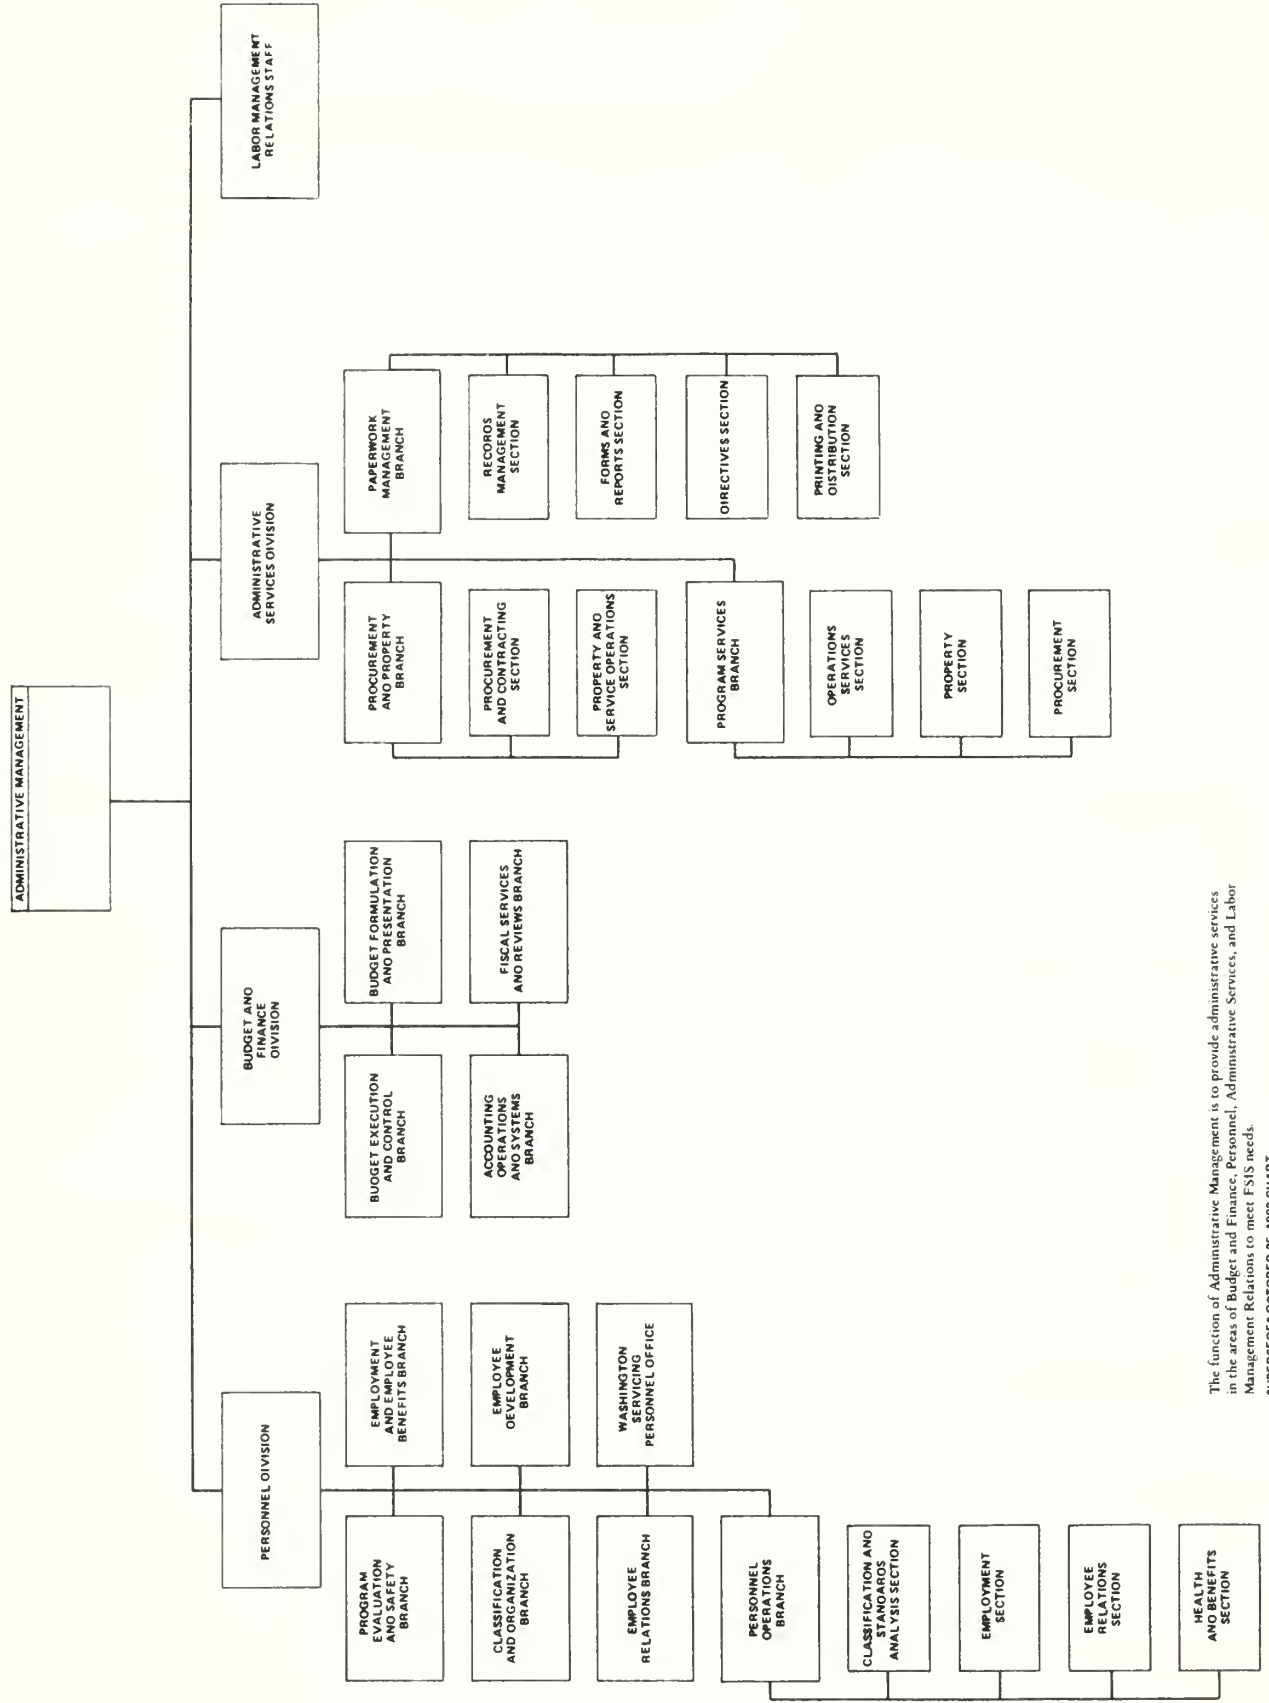 ADMINISTRATIVE MANAGEMENT
PERSONNEL OIVISION
BUDGET ANO
FINANCE
OIVISION
ADMINISTRATIVE
SERVICES OIVISION
LABOR MANAGEMENT
RELATIONS STAFF
PROGRAM
EVALUATION
ANO SAFETY
BRANCH
EMPLOYMENT
AND EMPLOYEE
BENEFITS BRANCH
CLASSIFICATION
ANO ORGANIZATION
BRANCH
EMPLOYEE
OEVELOPMENT
BRANCH
EMPLOYEE
RELATIONS BRANCH
WASHINGTON
SERVICING
PERSONNEL OFFICE
PERSONNEL
OPERATIONS
BRANCH
CLASSIFICATION AND
STANOAROS
ANALYSIS SECTION
EMPLOYMENT
SECTION
EMPLOYEE
RELATIONS
SECTION
HEALTH
ANO BENEFITS
SECTION
BUOGET EXECUTION
AND CONTROL
BRANCH
BUDGET FORMULATION
ANO PRESENTATION
BRANCH
ACCOUNTING
OPERATIONS
ANO SYSTEMS
BRANCH
FISCAL SERVICES
ANO REVIEWS BRANCH
PROCUREMENT
ANO PROPERTY
BRANCH
PROCUREMENT
AND CONTRACTING
SECTION
PROPERTY AND
SERVICE OPERATIONS
SECTION
PAPERWORK
MANAGEMENT
BRANCH
RECOROS
MANAGEMENT
SECTION
FORMS ANO
REPORTS SECTION
OIRECTIVES SECTION
PRINTING ANO
OISTRIBUTION
SECTION
PROGRAM SERVICES
BRANCH
OPERATIONS
SERVICES
SECTION
PROPERTY
SECTION
PROCUREMENT
SECTION
The function of Administrative Management is to provide administrative services
in the areas of Budget and Finance, Personnel, Administrative Services, and Labor
Management Relations to meet FSIS needs.